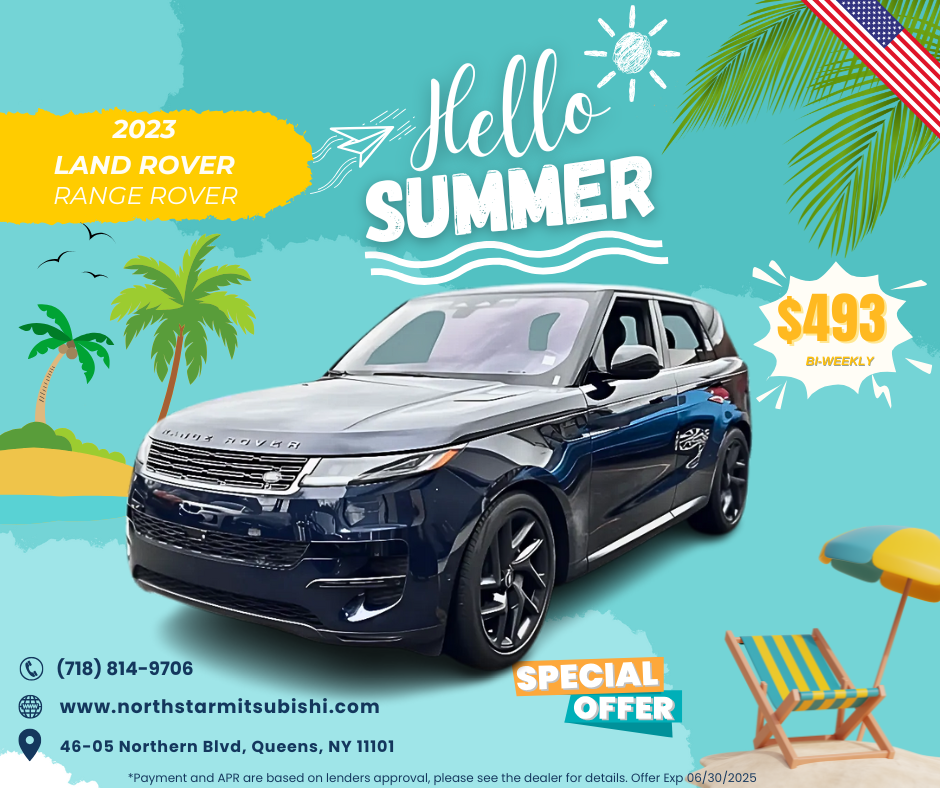 2023
LAND ROVER
RANGE ROVER
Hello
SUMMER
$493
BI-WEEKLY
RANGE ROVER
SPECIAL
OFFER
(718) 814-9706
www.northstarmitsubishi.com
46-05 Northern Blvd, Queens, NY 11101
*Payment and APR are based on lenders approval, please see the dealer for details. Offer Exp 06/30/2025